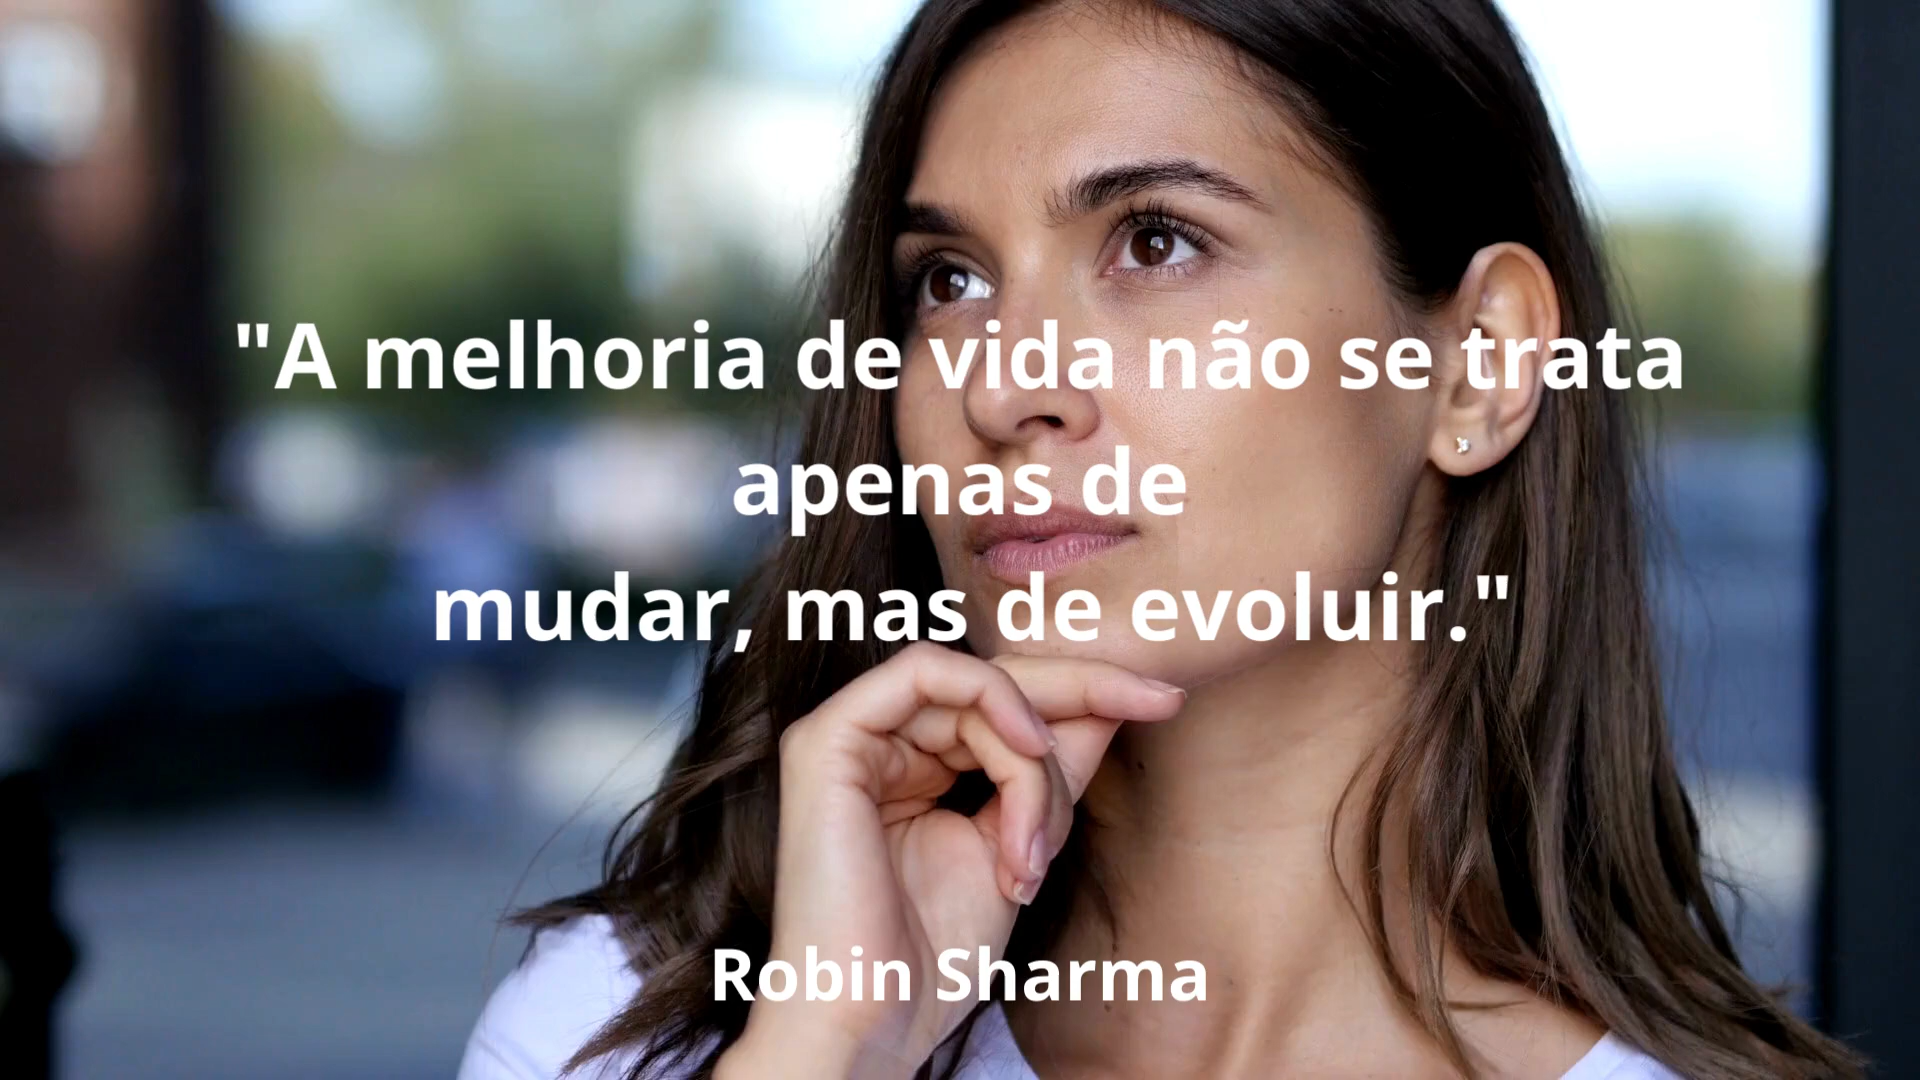 "A melhoria de vida não se trata
apenas de
mudar, mas de evoluir."
Robin Sharma